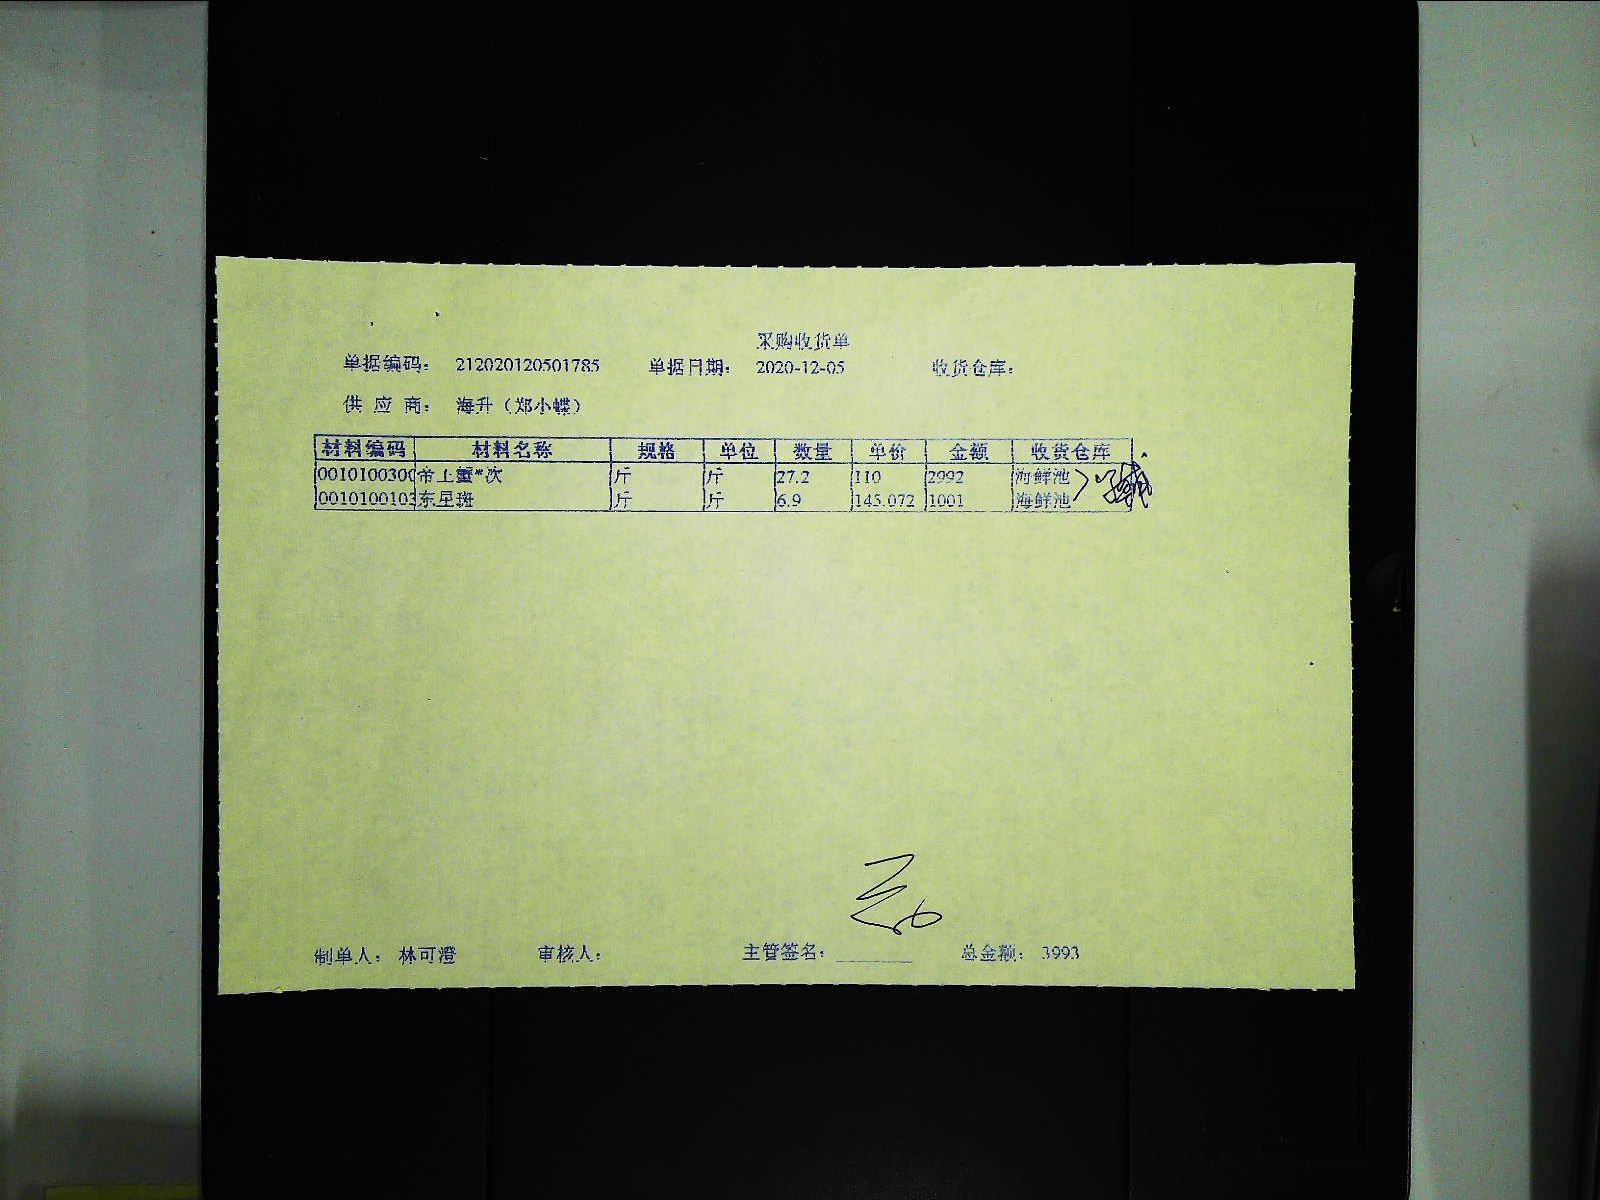 采购收货单
单据编码： 212020120501785 单据日期： 2020-12-05 收货仓库：
供 应 商： 海升（郑小蝶）
材料编码 材料名称 规格 单位 数量 单价 金额 收货仓库
0010100300 帝王蟹*次 斤 斤 27.2 110 2992 海鲜池
0010100103 东星斑 斤 斤 6.9 145.072 1001 海鲜池
制单人： 林可澄 审核人： 主管签名：________ 总金额： 3993